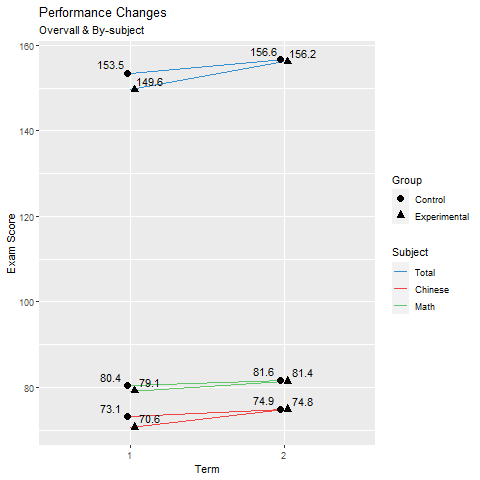 Performance Changes
Overvall & By-subject
160
156.6
156.2
153.5
149.6
140
120
100
80
80.4
79.1
81.6
81.4
73.1
70.6
74.9
74.8
Exam Score
1
2
Term
Group
Control
Experimental
Subject
Total
Chinese
Math